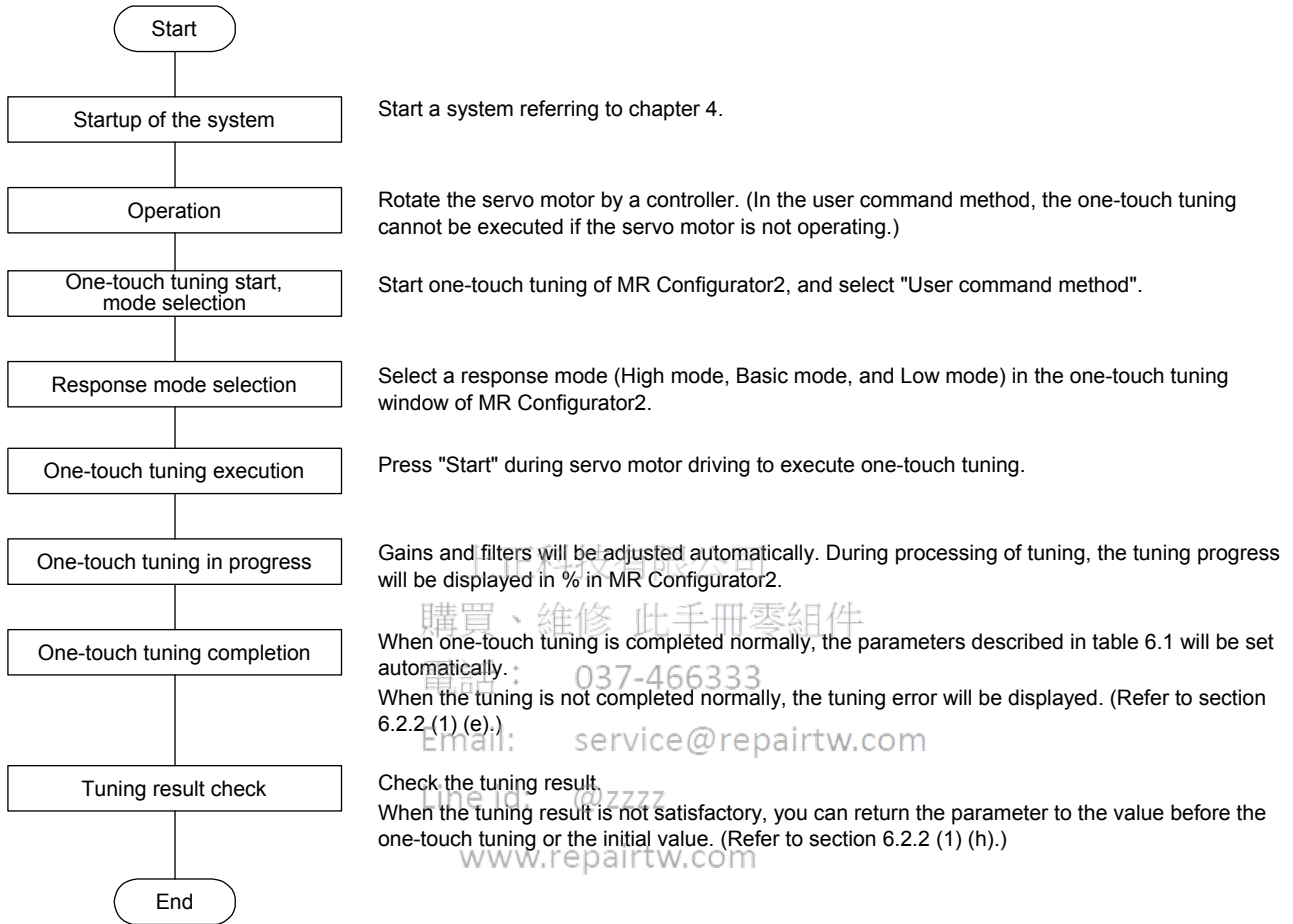 Start
Startup of the system
Start a system referring to chapter 4.
Operation
Rotate the servo motor by a controller. (In the user command method, the one-touch tuning
cannot be executed if the servo motor is not operating.)
One-touch tuning start,
mode selection
Start one-touch tuning of MR Configurator2, and select "User command method".
Response mode selection
Select a response mode (High mode, Basic mode, and Low mode) in the one-touch tuning
window of MR Configurator2.
One-touch tuning execution
Press "Start" during servo motor driving to execute one-touch tuning.
One-touch tuning in progress
Gains and filters will be adjusted automatically. During processing of tuning, the tuning progress
will be displayed in % in MR Configurator2.
科技有限公司
購買、維修 此手冊零組件
One-touch tuning completion
When one-touch tuning is completed normally, the parameters described in table 6.1 will be set
automatically.
電話: 037-466333
When the tuning is not completed normally, the tuning error will be displayed. (Refer to section
6.2.2 (1) (e).)
Email: service@repairtw.com
Tuning result check
Check the tuning result.
Line id: @zzzz
When the tuning result is not satisfactory, you can return the parameter to the value before the
one-touch tuning or the initial value. (Refer to section 6.2.2 (1) (h).)
www.repairtw.com
End